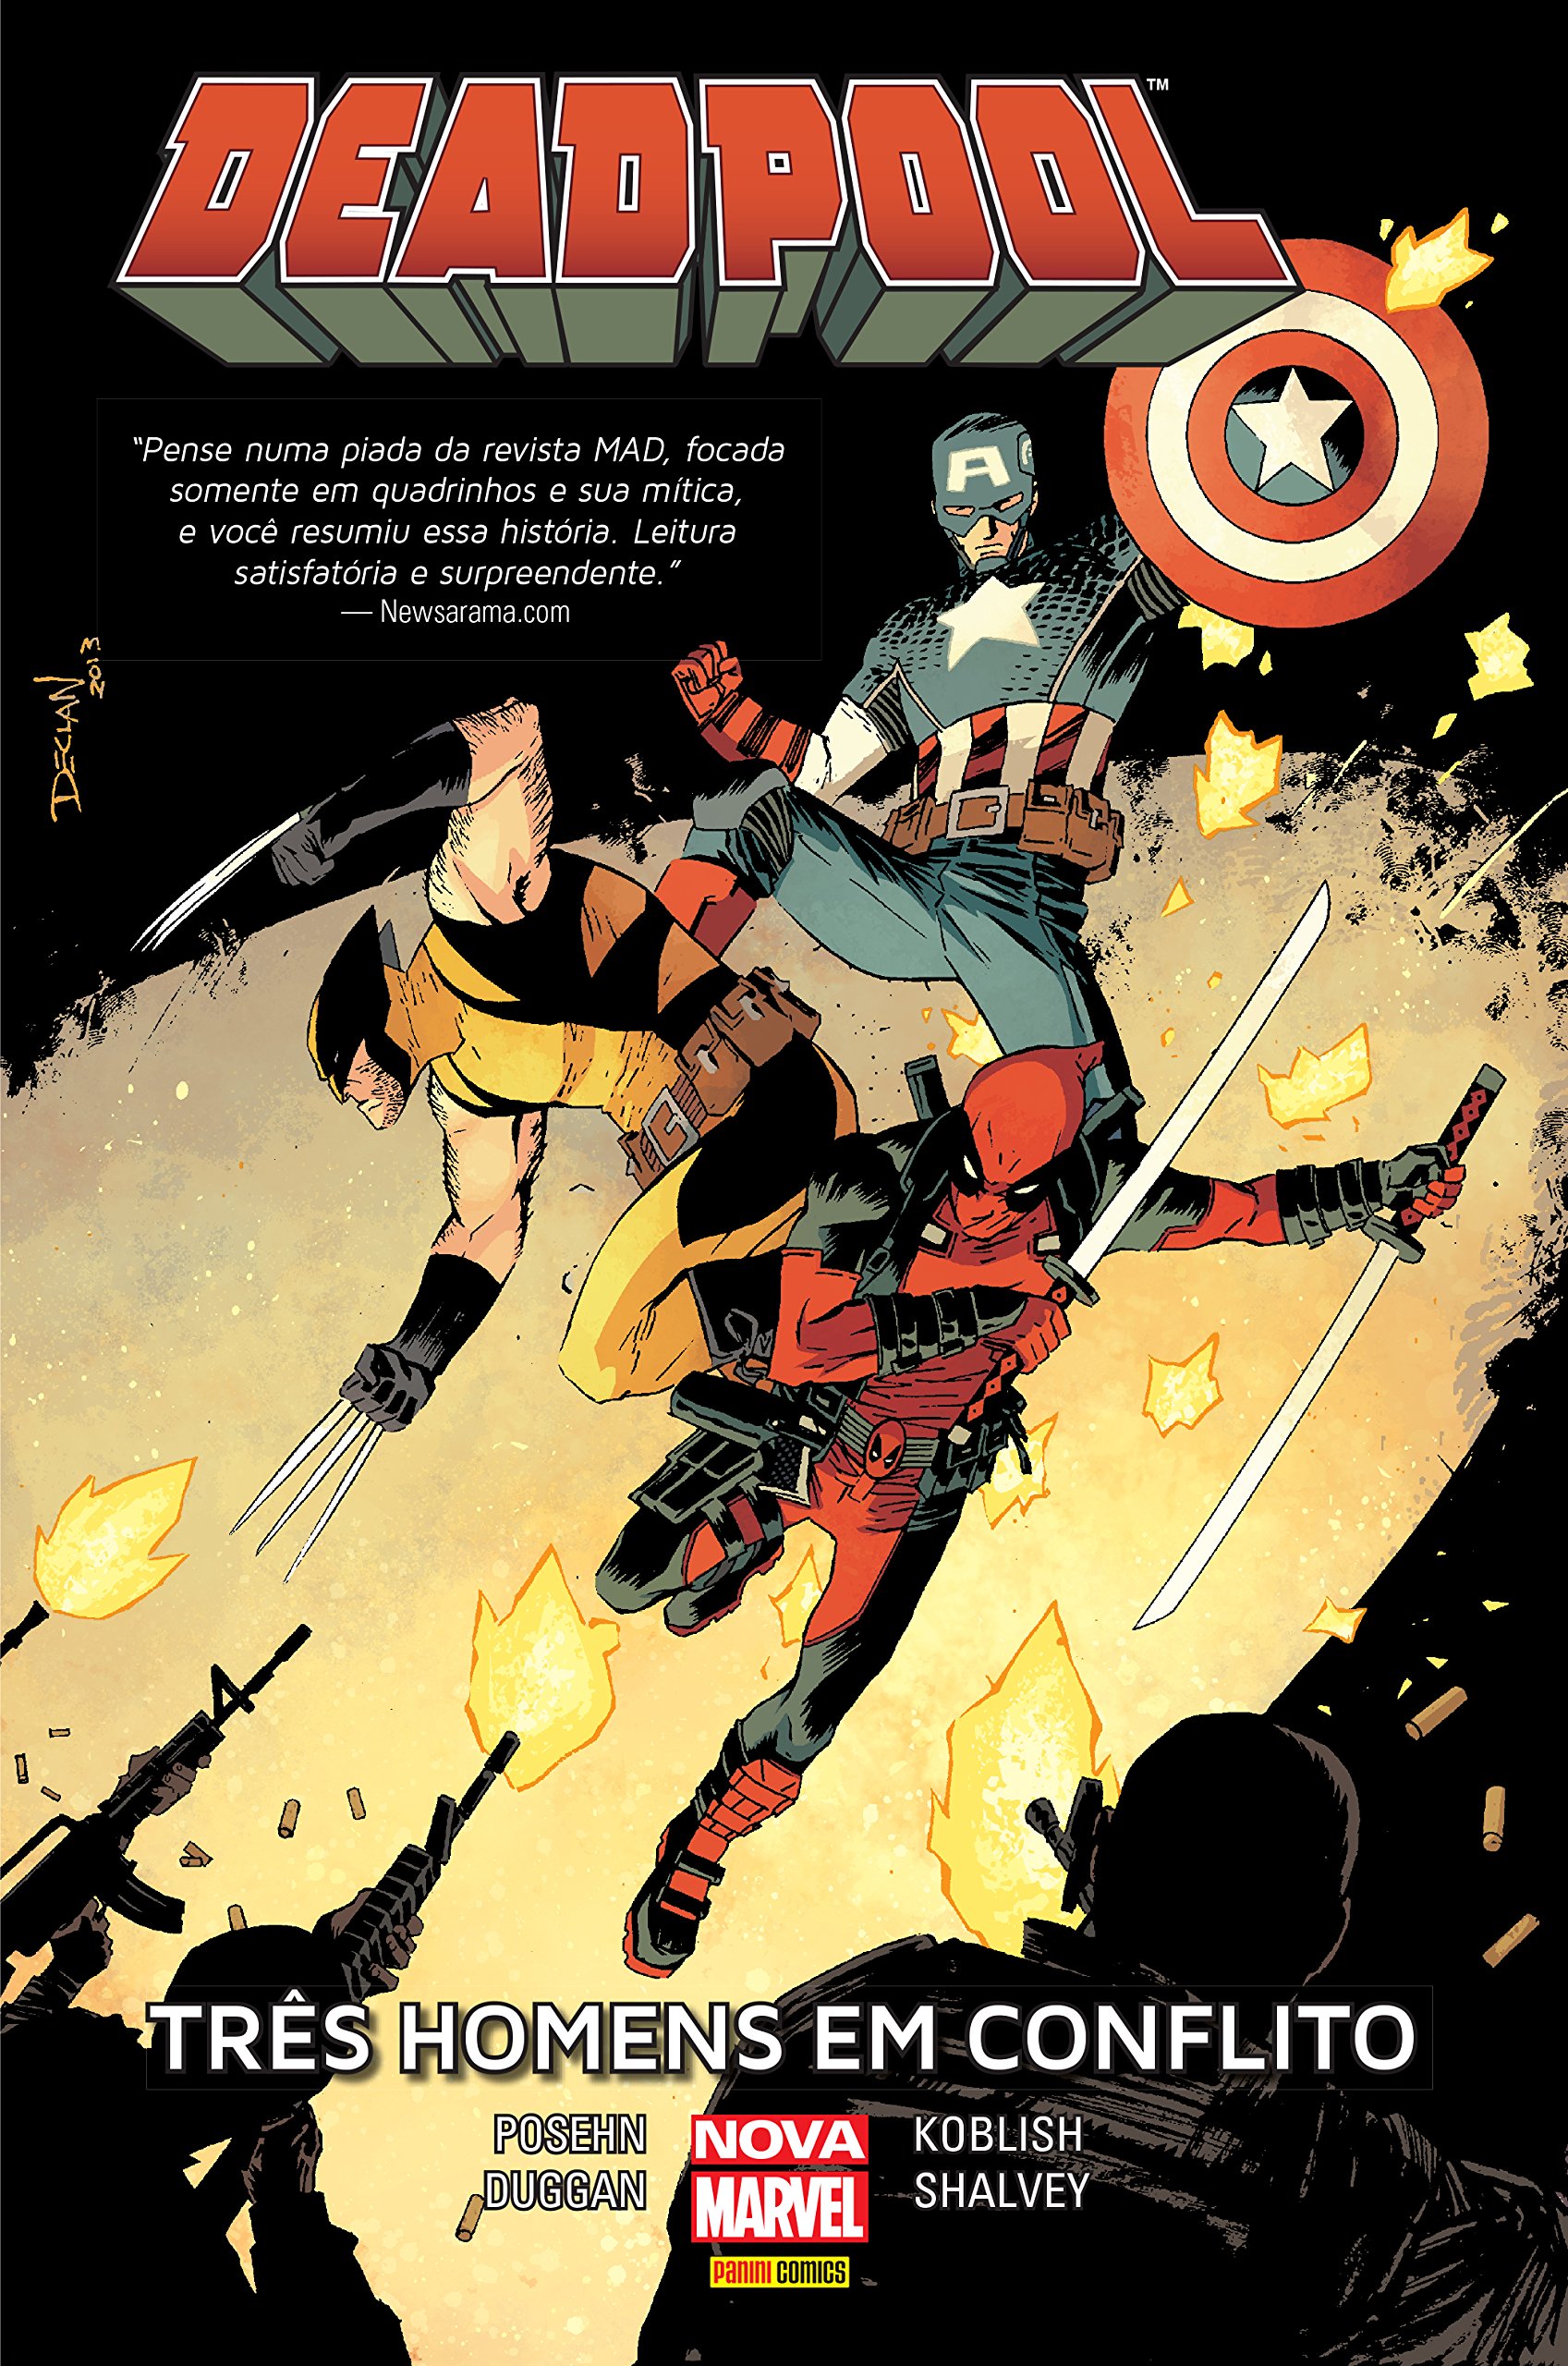 DEADPOOL™
“Pense numa piada da revista MAD, focada
somente em quadrinhos e sua mítica,
e você resumiu essa história. Leitura
satisfatória e surpreendente.”
— Newsarama.com
DECLAN
2013
A
TRÊS HOMENS EM CONFLITO
POSEHN
DUGGAN
NOVA
MARVEL
PANINI COMICS
KOBLISH
SHALVEY